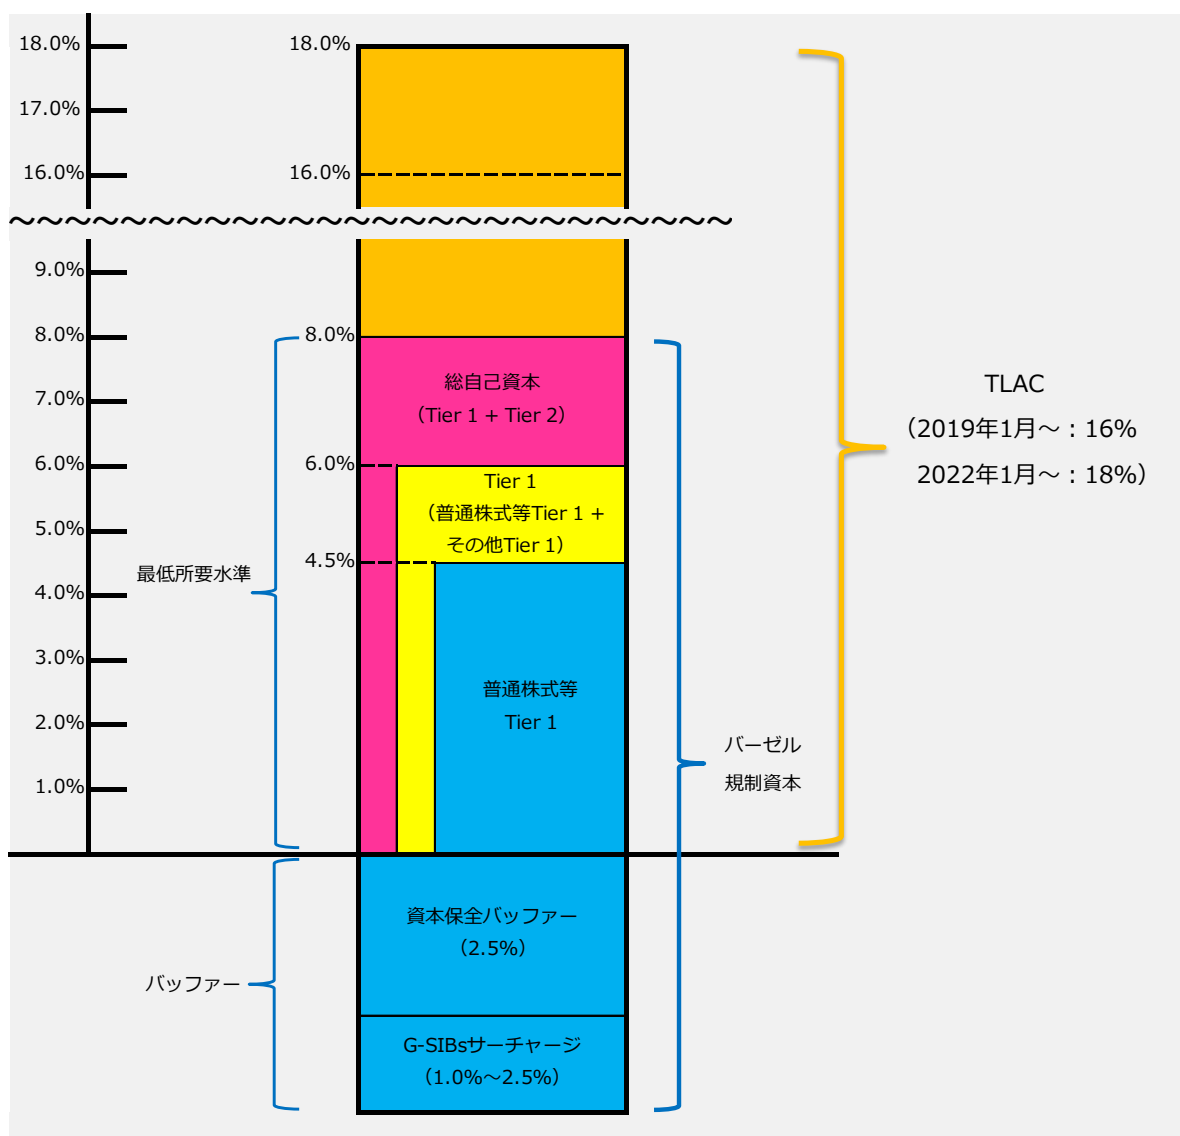 18.0%
17.0%
16.0%
9.0%
8.0%
7.0%
6.0%
5.0%
4.0%
3.0%
2.0%
1.0%
18.0%
16.0%
8.0%
6.0%
4.5%
総自己資本
（Tier 1 + Tier 2）
Tier 1
（普通株式等Tier 1 +
その他Tier 1）
普通株式等
Tier 1
最低所要水準
バーゼル
規制資本
TLAC
（2019年1月～：16%
2022年1月～：18%）
資本保全バッファー
（2.5%）
バッファー
G-SIBsサーチャージ
（1.0%～2.5%）